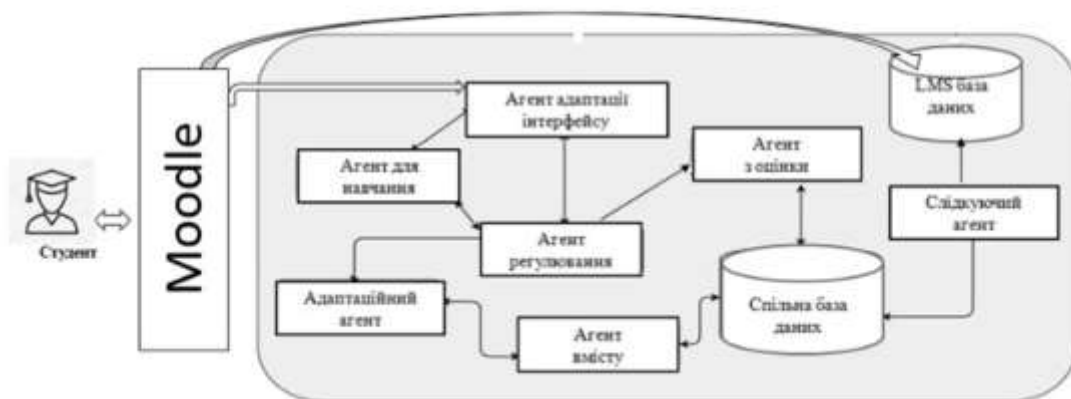 Moodle
Студент
Агент адаптації
інтерфейсу
LMS база
даних
Агент для
навчання
Агент
з оцінки
Слідкуючий
агент
Агент
регулювання
Адаптаційний
агент
Спільна база
даних
Агент
вмісту